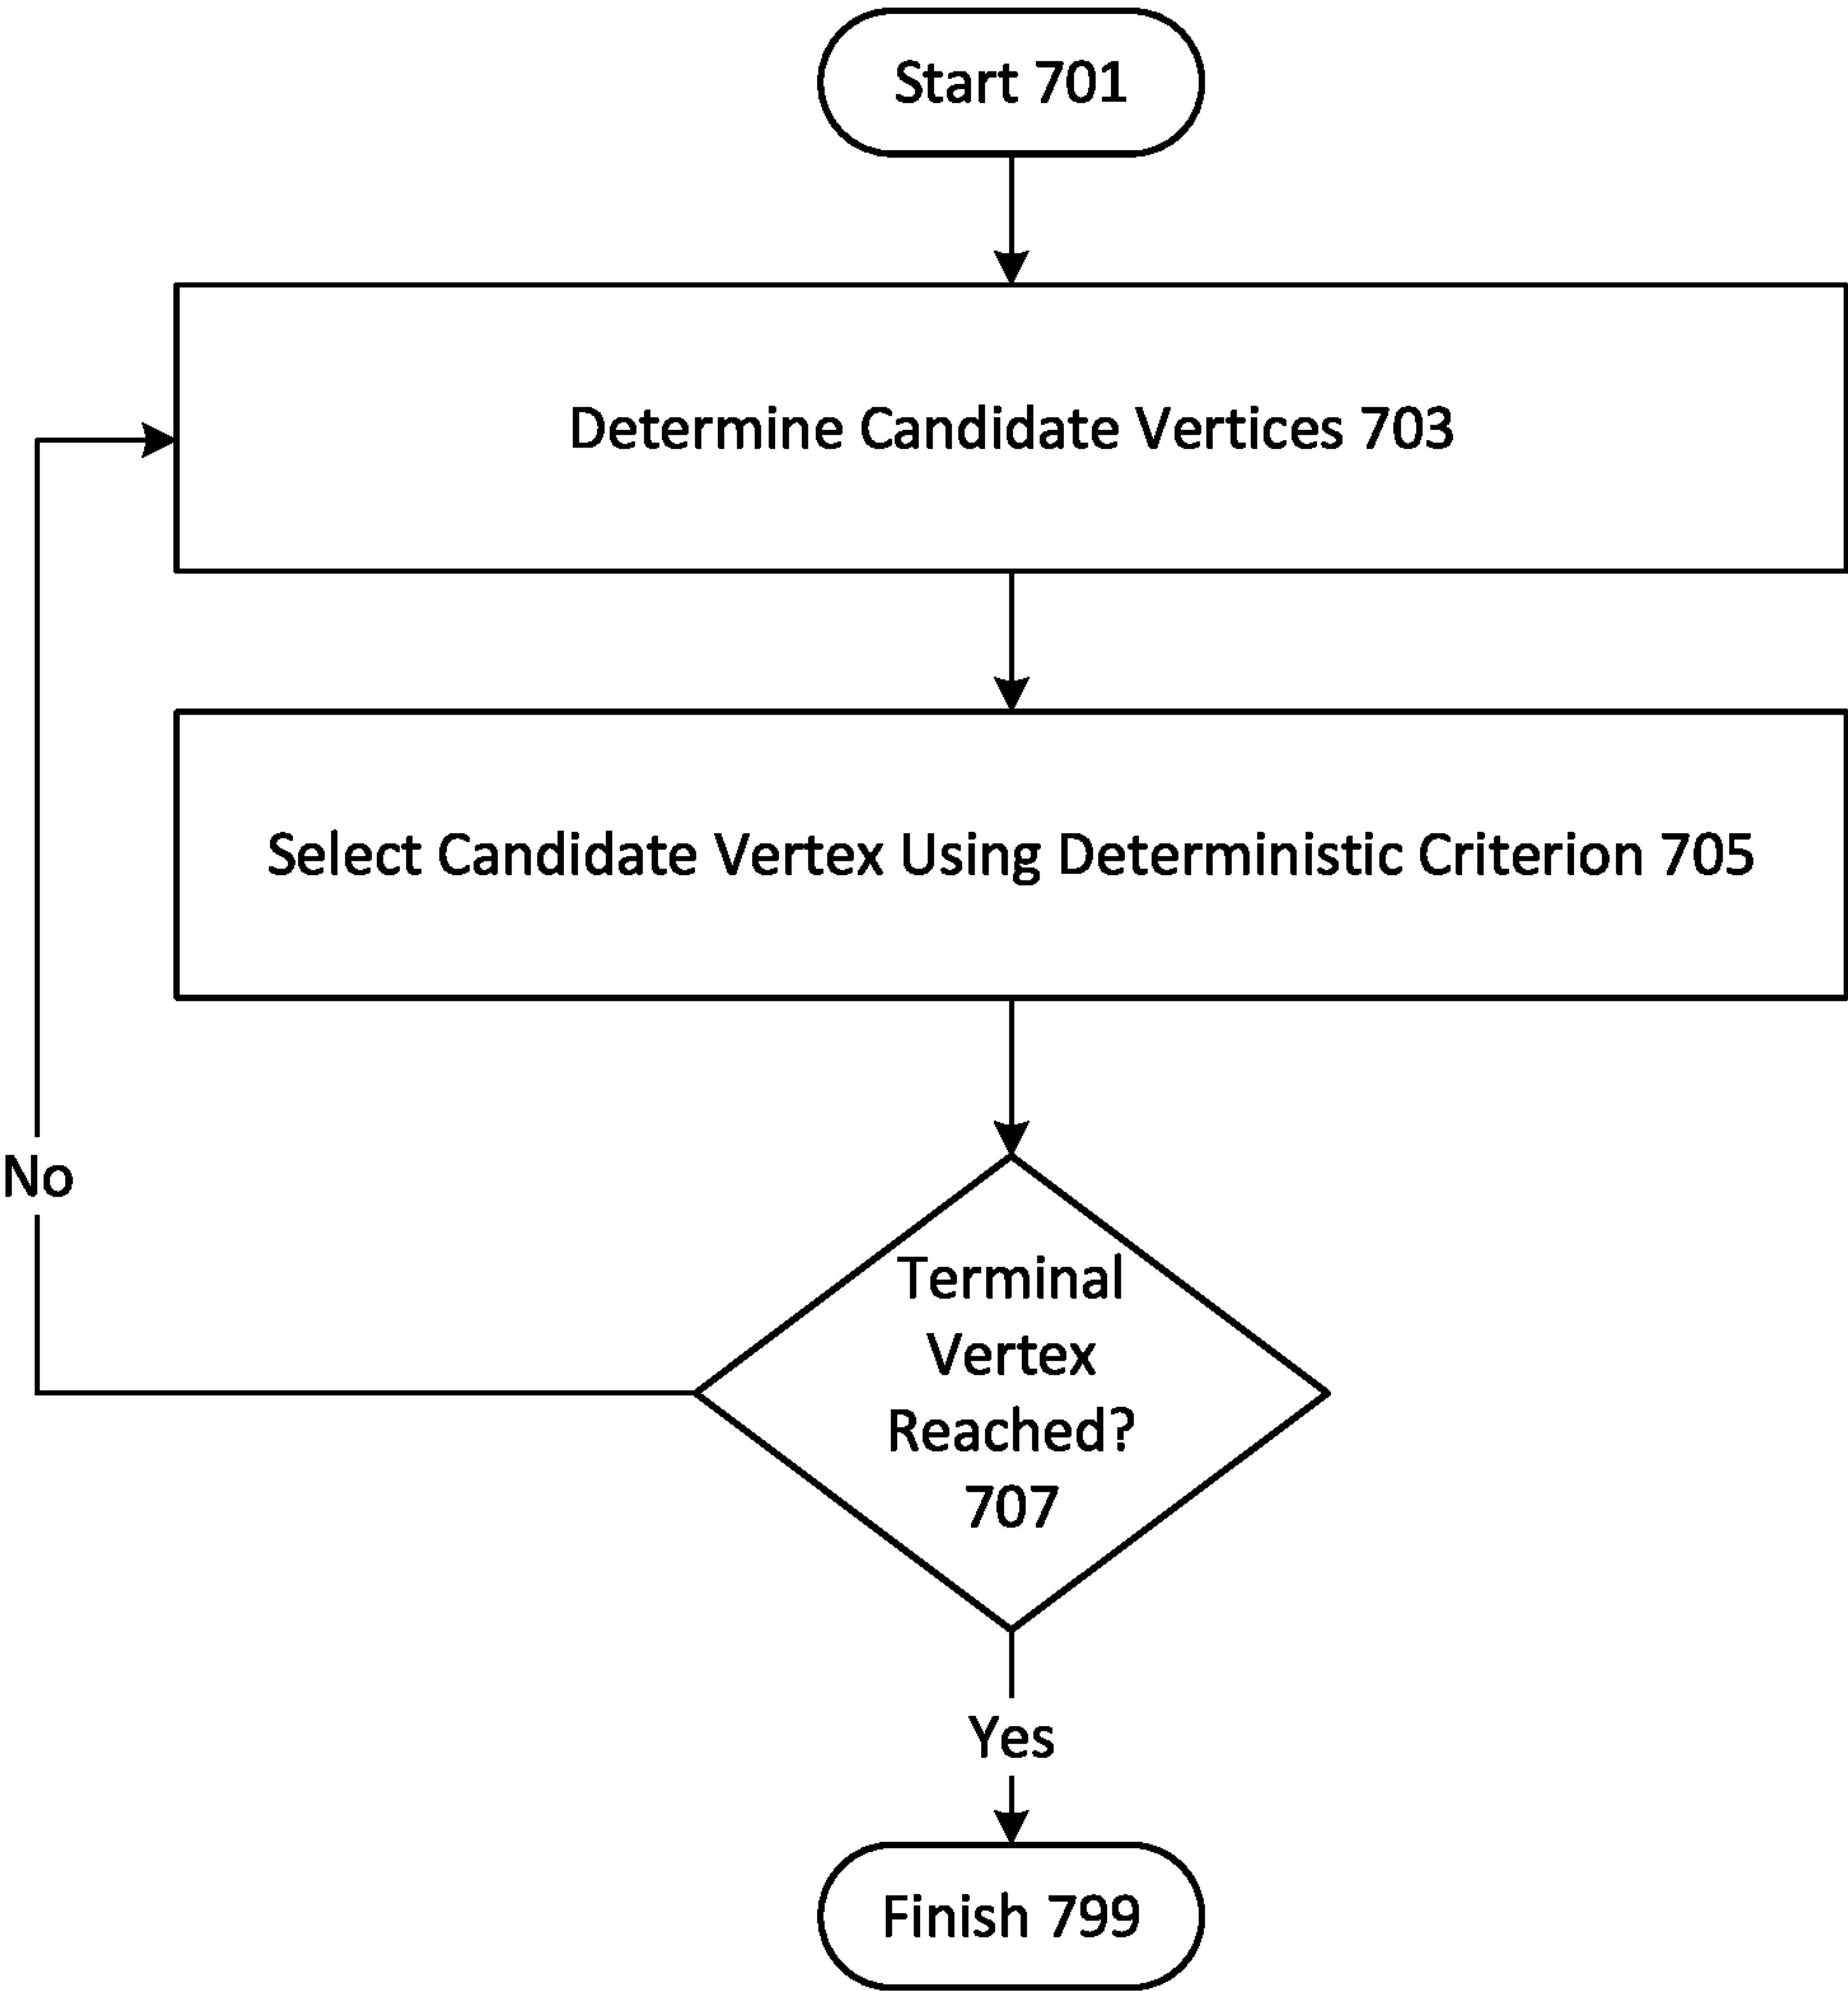 Start 701
Determine Candidate Vertices 703
Select Candidate Vertex Using Deterministic Criterion 705
No
Terminal
Vertex
Reached?
707
Yes
Finish 799